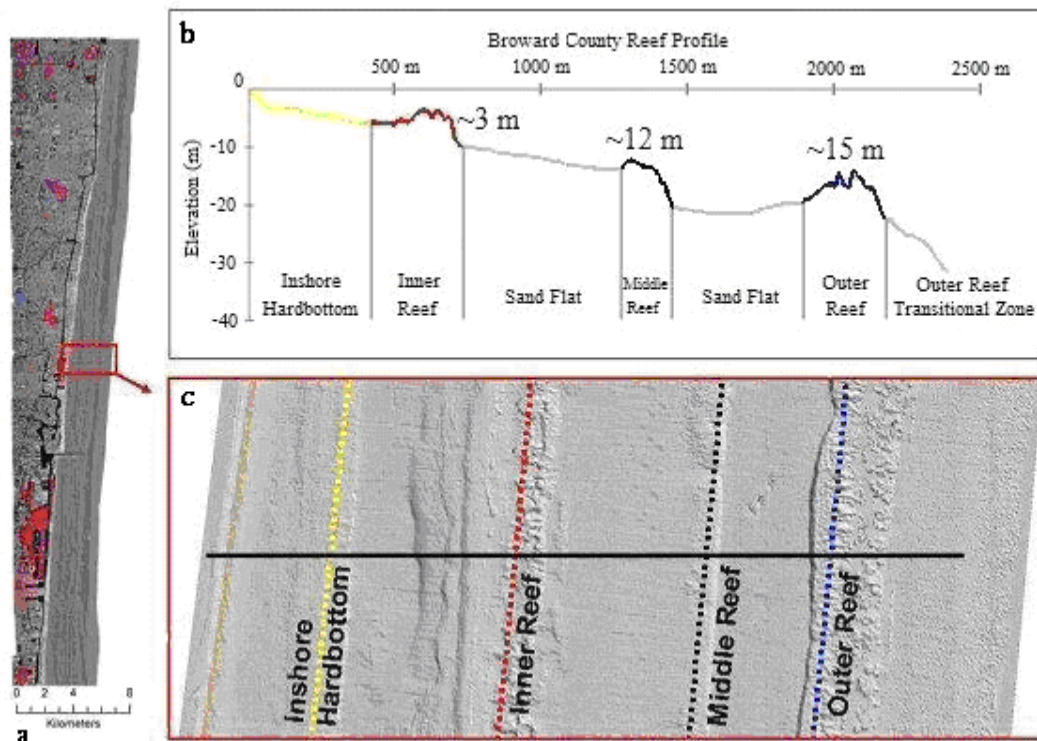 b
Broward County Reef Profile
0 500 m 1000 m 1500 m 2000 m 2500 m
~3 m
~12 m
~15 m
-10
-20
-30
-40
Elevation (m)
Inshore
Hardbottom
Inner
Reef
Sand Flat
Middle
Reef
Sand Flat
Outer
Reef
Outer Reef
Transitional Zone
c
Inshore
Hardbottom
Inner Reef
Middle Reef
Outer Reef
0 2 4 8
Kilometers
a